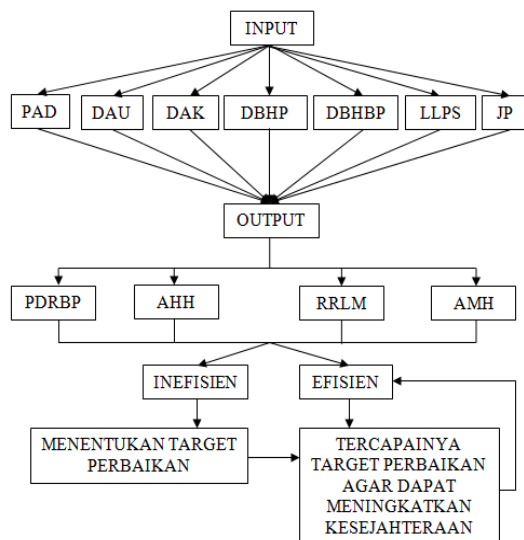 INPUT
PAD DAU DAK DBHP DBHBP LLPS JP
OUTPUT
PDRBP AHH RRLM AMH
INEFISIEN EFISIEN
MENENTUKAN TARGET
PERBAIKAN
TERCAPAINYA
TARGET PERBAIKAN
AGAR DAPAT
MENINGKATKAN
KESEJAHTERAAN